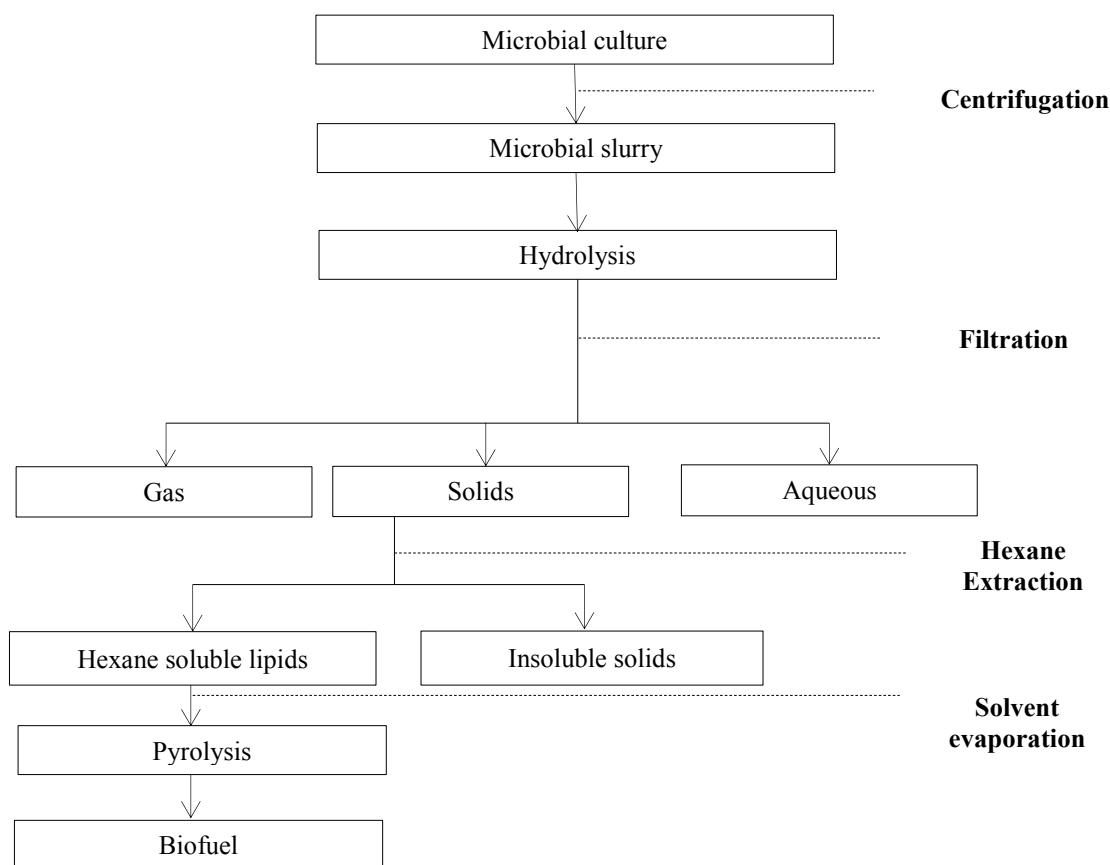 Microbial culture
Centrifugation
Microbial slurry
Hydrolysis
Filtration
Gas
Solids
Aqueous
Hexane
Extraction
Hexane soluble lipids
Insoluble solids
Solvent
evaporation
Pyrolysis
Biofuel